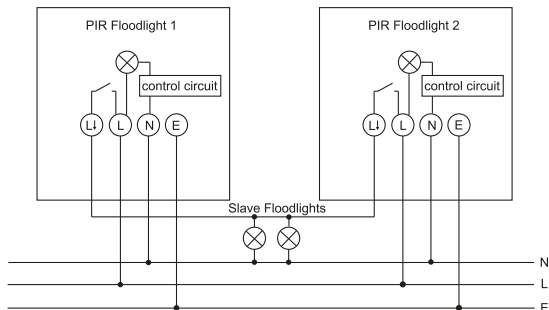 PIR Floodlight 1
PIR Floodlight 2
control circuit
control circuit
L↓ L N E
L↓ L N E
Slave Floodlights
N
L
E